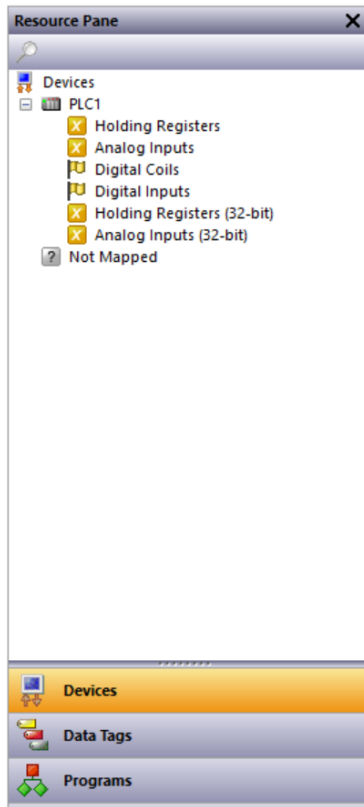 Resource Pane
Devices
PLC1
Holding Registers
Analog Inputs
Digital Coils
Digital Inputs
Holding Registers (32-bit)
Analog Inputs (32-bit)
Not Mapped
Devices
Data Tags
Programs